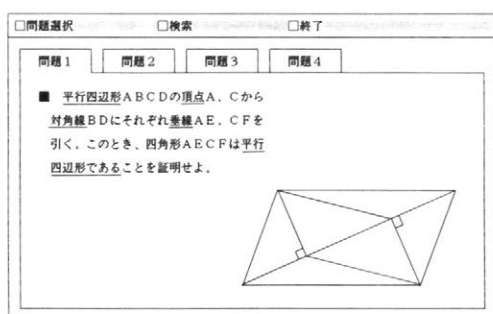 □問題選択 □検索 □終了
問題1 問題2 問題3 問題4
■ 平行四辺形ABCDの頂点A，Cから
対角線BDにそれぞれ垂線AE，CFを
引く。このとき、四角形AECFは平行
四辺形であることを証明せよ。